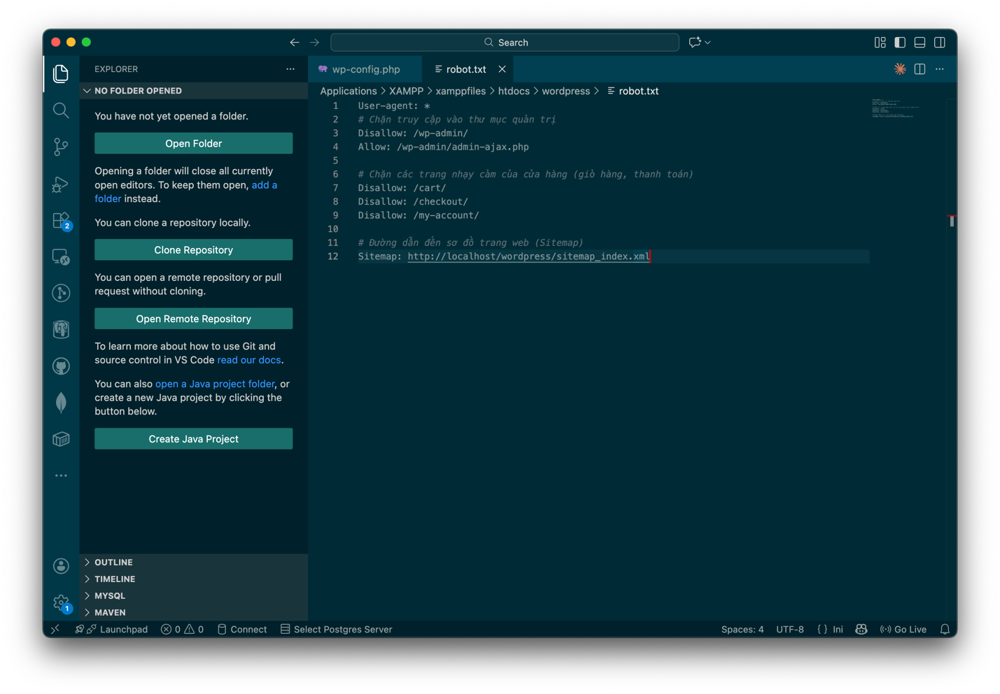 Search
EXPLORER
NO FOLDER OPENED
You have not yet opened a folder.
Open Folder
Opening a folder will close all currently
open editors. To keep them open, add a
folder instead.
You can clone a repository locally.
Clone Repository
You can open a remote repository or pull
request without cloning.
Open Remote Repository
To learn more about how to use Git and
source control in VS Code read our docs.
You can also open a Java project folder, or
create a new Java project by clicking the
button below.
Create Java Project
OUTLINE
TIMELINE
MYSQL
MAVEN
2
1
wp-config.php
robot.txt
Applications > XAMPP > xamppfiles > htdocs > wordpress > robot.txt
1 User-agent: *
2 # Chặn truy cập vào thư mục quản trị
3 Disallow: /wp-admin/
4 Allow: /wp-admin/admin-ajax.php
5
6 # Chặn các trang nhạy cảm của cửa hàng (giỏ hàng, thanh toán)
7 Disallow: /cart/
8 Disallow: /checkout/
9 Disallow: /my-account/
10
11 # Đường dẫn đến sơ đồ trang web (Sitemap)
12 Sitemap: http://localhost/wordpress/sitemap_index.xml
Launchpad 0 0 Connect Select Postgres Server Spaces: 4 UTF-8 { } Ini Go Live